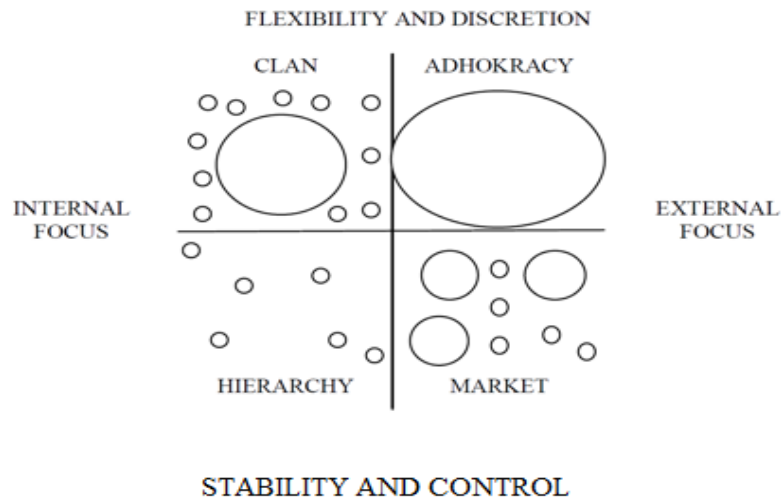 FLEXIBILITY AND DISCRETION
CLAN
ADHOKRACY
INTERNAL
FOCUS
EXTERNAL
FOCUS
HIERARCHY
MARKET
STABILITY AND CONTROL